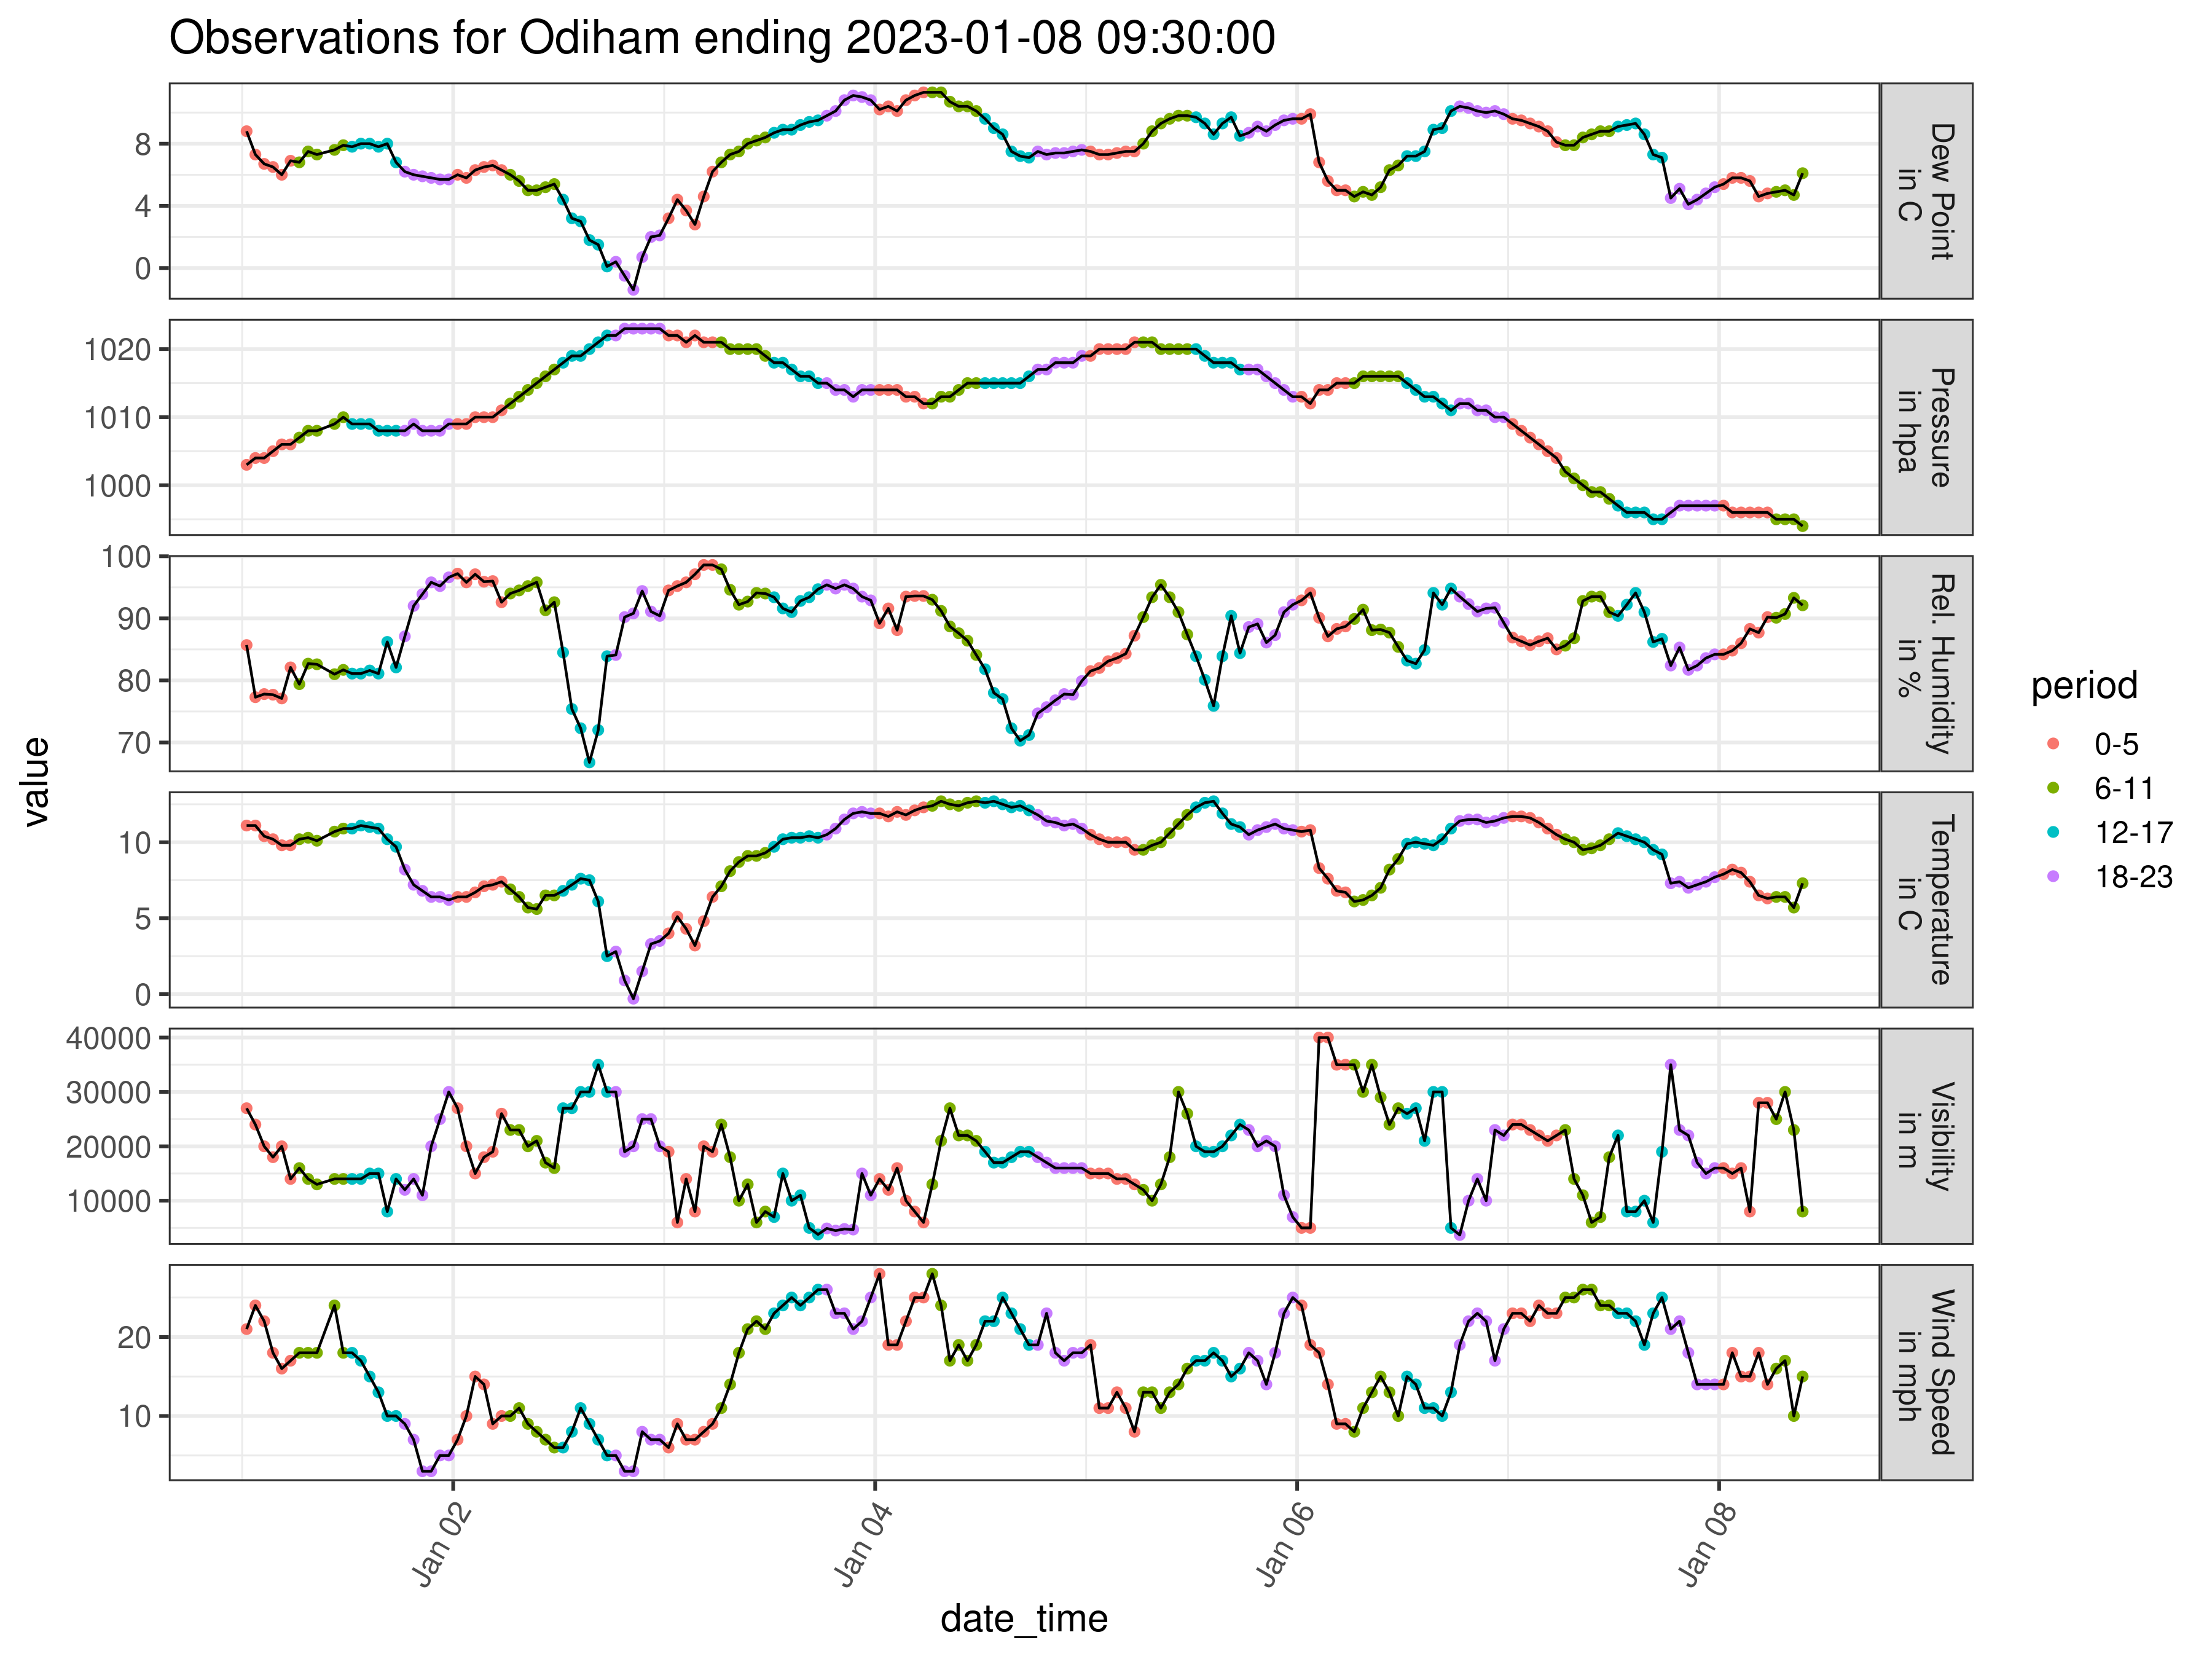 Observations for Odiham ending 2023-01-08 09:30:00
value
8
4
0
Dew Point
in C
1020
1010
1000
Pressure
in hpa
100
90
80
70
Rel. Humidity
in %
10
5
0
Temperature
in C
40000
30000
20000
10000
Visibility
in m
20
10
Wind Speed
in mph
Jan 02
Jan 04
Jan 06
Jan 08
date_time
period
0-5
6-11
12-17
18-23